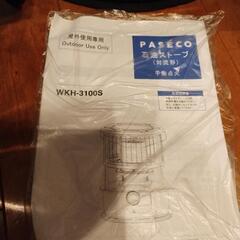 室外使用専用
Outdoor Use Only
PASECO
石油ストーブ
(対流形)
手動点火
WKH-3100S